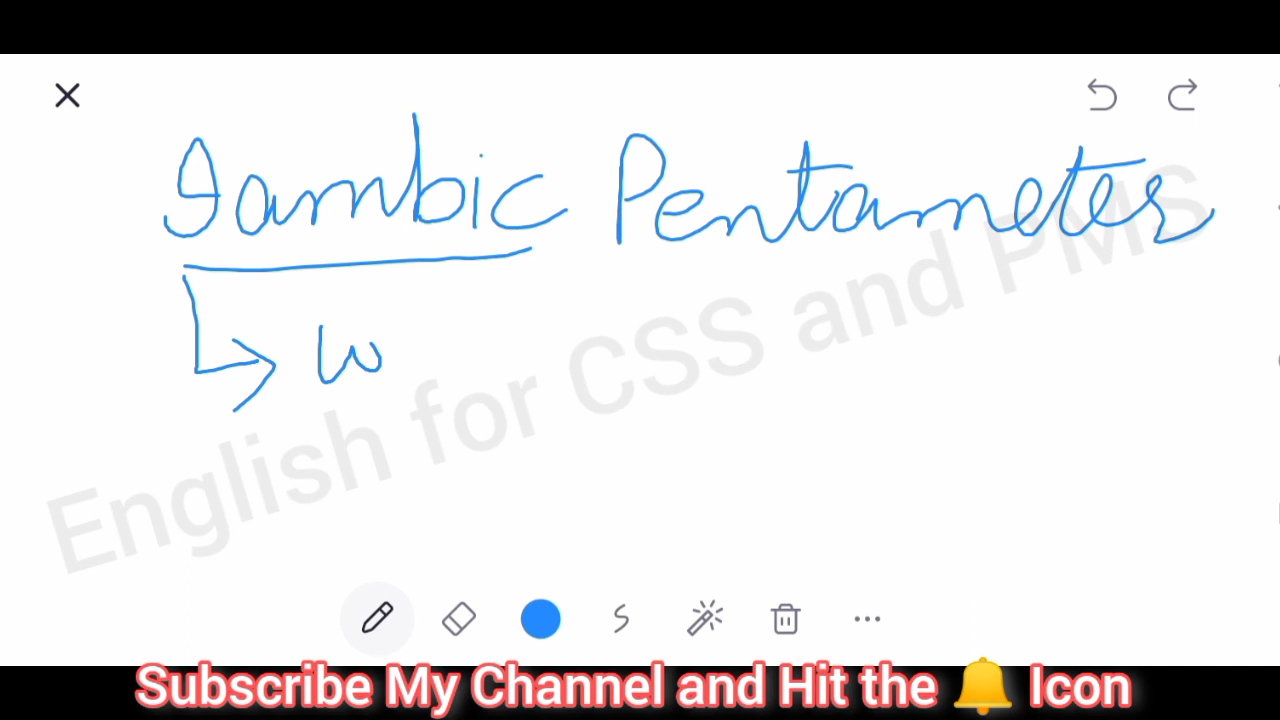 Iambic Pentameter
English for CSS and PMS
Subscribe My Channel and Hit the 🔔 Icon